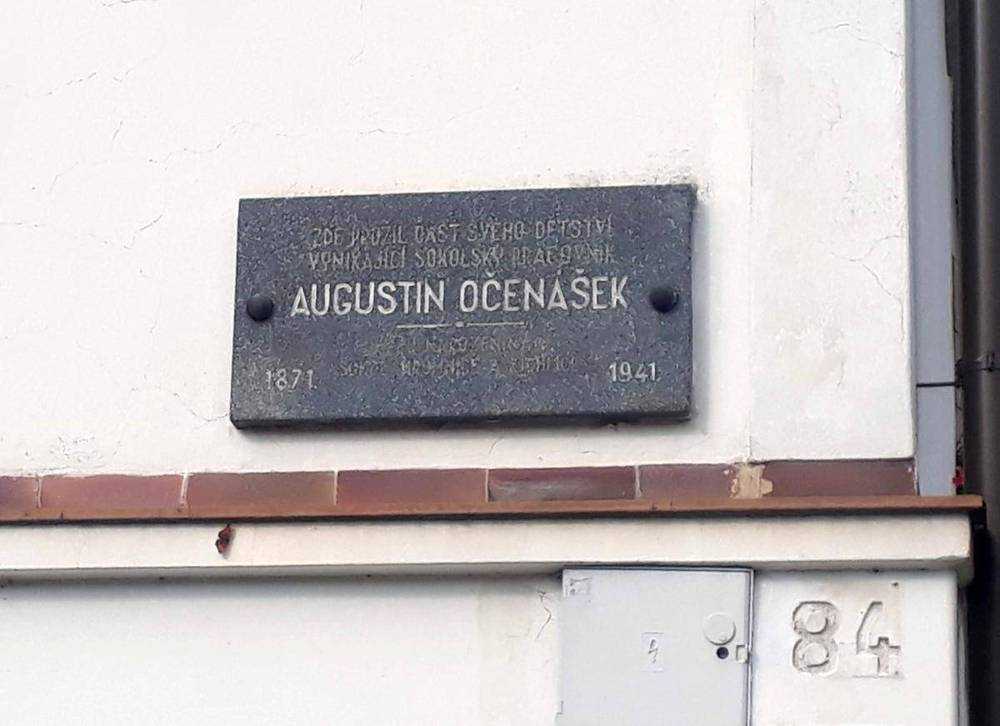 ZDE PROŽIL ČÁST SVÉHO DĚTSTVÍ
VYNIKAJÍCÍ SOKOLSKÝ PRACOVNÍK
AUGUSTIN OČENÁŠEK
1871. 1941.
84